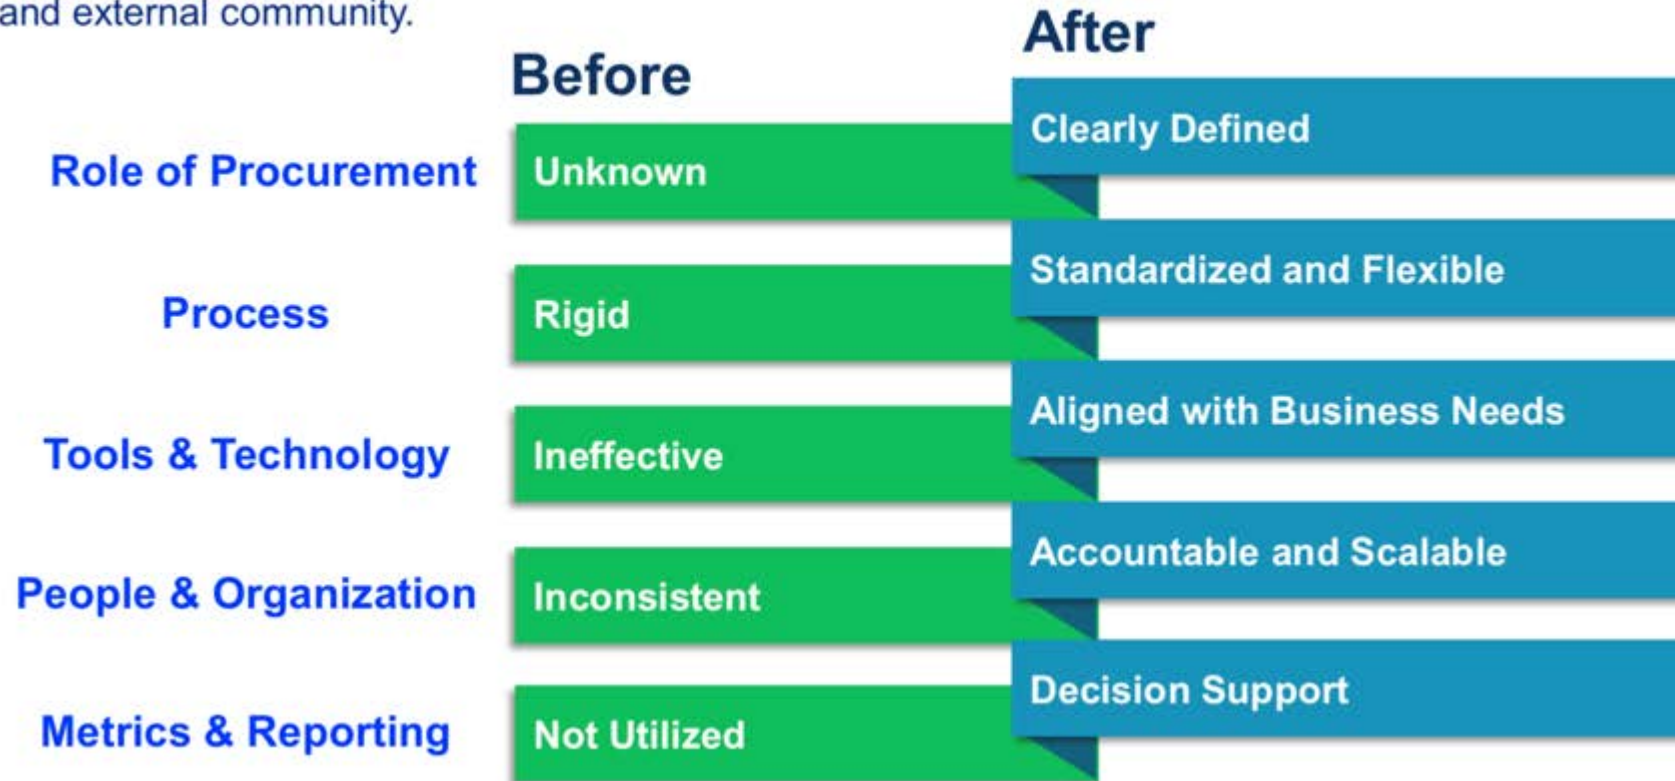 and external community.
Before
After
Role of Procurement
Unknown
Clearly Defined
Process
Rigid
Standardized and Flexible
Tools & Technology
Ineffective
Aligned with Business Needs
People & Organization
Inconsistent
Accountable and Scalable
Metrics & Reporting
Not Utilized
Decision Support